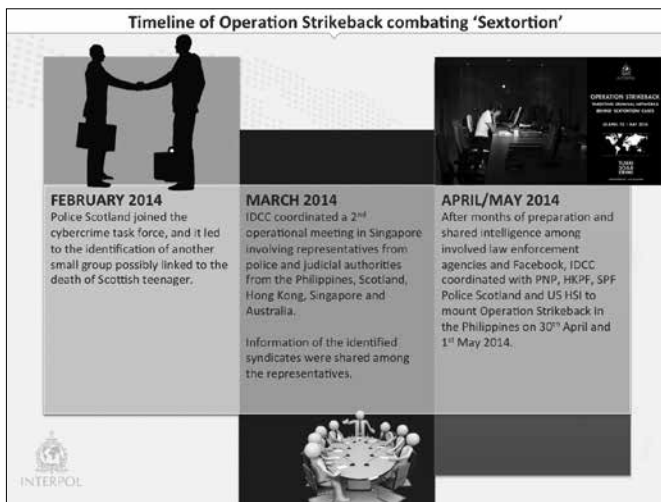 Timeline of Operation Strikeback combating ‘Sextortion’
FEBRUARY 2014
Police Scotland joined the
cybercrime task force, and it led
to the identification of another
small group possibly linked to the
death of Scottish teenager.
MARCH 2014
IDCC coordinated a 2nd
operational meeting in Singapore
involving representatives from
police and judicial authorities
from the Philippines, Scotland,
Hong Kong, Singapore and
Australia.
Information of the identified
syndicates were shared among
the representatives.
OPERATION STRIKEBACK
APRIL/MAY 2014
After months of preparation and
shared intelligence among
involved law enforcement
agencies and Facebook, IDCC
coordinated with PNP, HKPF, SPF
Police Scotland and US HSI to
mount Operation Strikeback in
the Philippines on 30th April and
1st May 2014.
INTERPOL